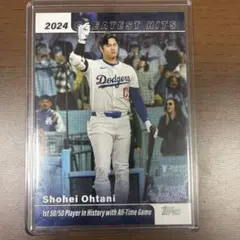 2024 GREATEST HITS
Dodgers
Shohei Ohtani
1st 50/50 Player in History with All-Time Game
Topps